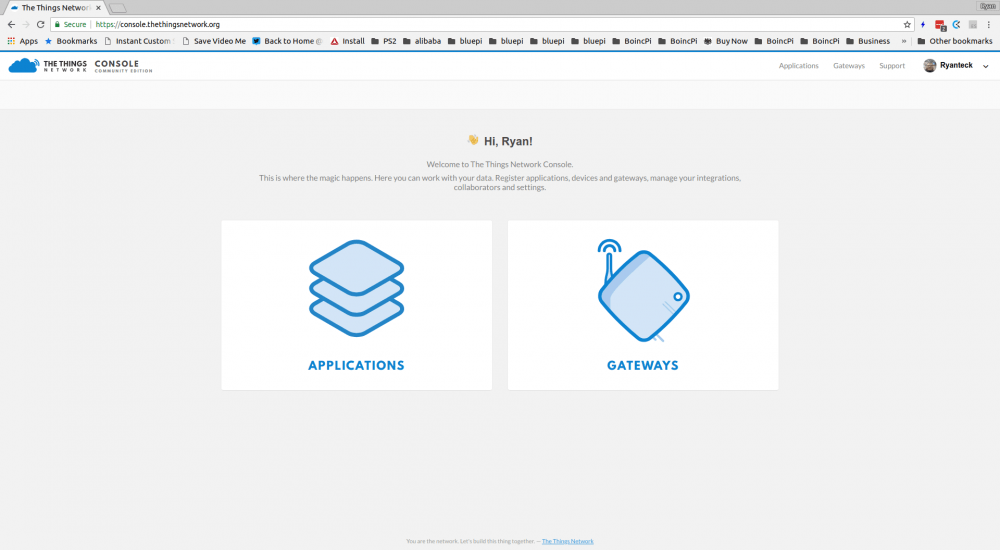 The Things Network
Ryan
Secure
https://console.thethingsnetwork.org
2
Apps Bookmarks Instant Custom Save Video Me Back to Home @ Install PS2 alibaba bluepi bluepi bluepi bluepi BoincPi BoincPi Buy Now BoincPi BoincPi Business » Other bookmarks
THE THINGS NETWORK
CONSOLE
COMMUNITY EDITION
Applications Gateways Support Ryanteck
Hi, Ryan!
Welcome to The Things Network Console.
This is where the magic happens. Here you can work with your data. Register applications, devices and gateways, manage your integrations,
collaborators and settings.
APPLICATIONS GATEWAYS
You are the network. Let's build this thing together. — The Things Network